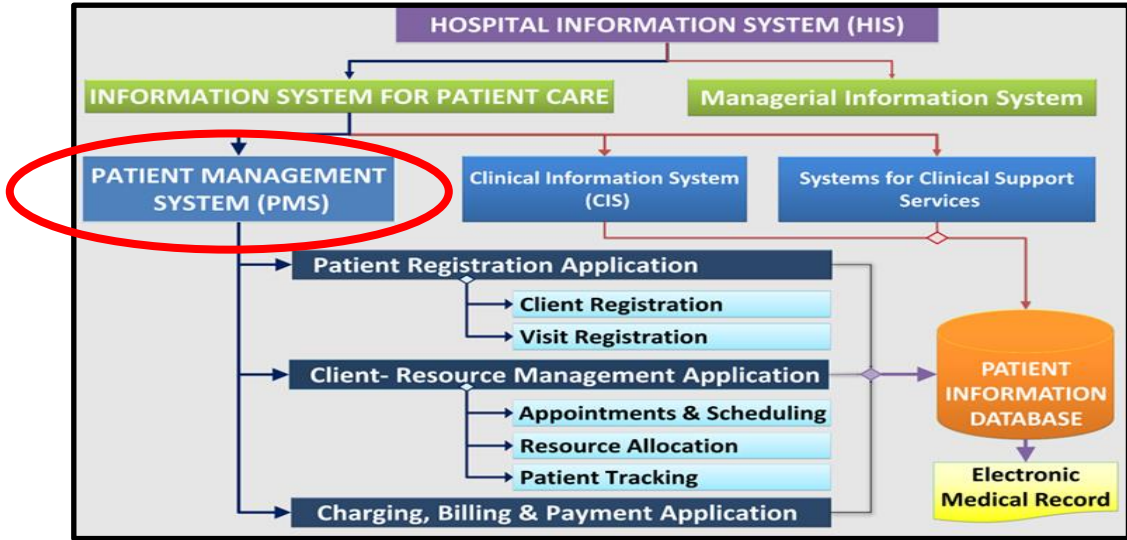 HOSPITAL INFORMATION SYSTEM (HIS)
INFORMATION SYSTEM FOR PATIENT CARE
Managerial Information System
PATIENT MANAGEMENT
SYSTEM (PMS)
Clinical Information System
(CIS)
Systems for Clinical Support
Services
Patient Registration Application
Client Registration
Visit Registration
Client- Resource Management Application
Appointments & Scheduling
Resource Allocation
Patient Tracking
Charging, Billing & Payment Application
PATIENT
INFORMATION
DATABASE
Electronic
Medical Record